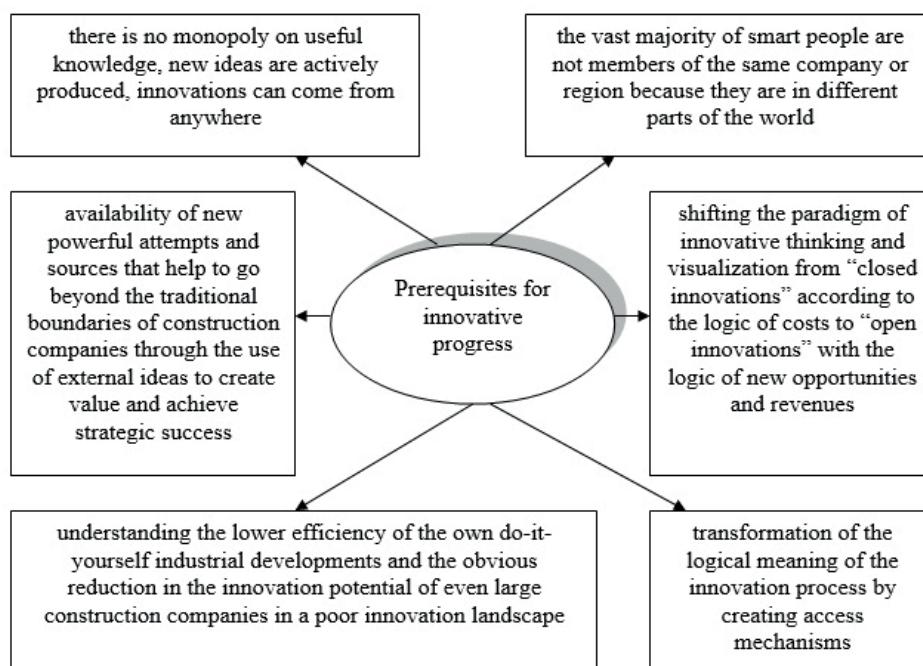 there is no monopoly on useful
knowledge, new ideas are actively
produced, innovations can come from
anywhere
the vast majority of smart people are
not members of the same company or
region because they are in different
parts of the world
availability of new
powerful attempts and
sources that help to go
beyond the traditional
boundaries of construction
companies through the use
of external ideas to create
value and achieve
strategic success
Prerequisites for
innovative
progress
shifting the paradigm of
innovative thinking and
visualization from “closed
innovations” according to
the logic of costs to “open
innovations” with the
logic of new opportunities
and revenues
understanding the lower efficiency of the own do-it-
yourself industrial developments and the obvious
reduction in the innovation potential of even large
construction companies in a poor innovation landscape
transformation of the
logical meaning of the
innovation process by
creating access
mechanisms